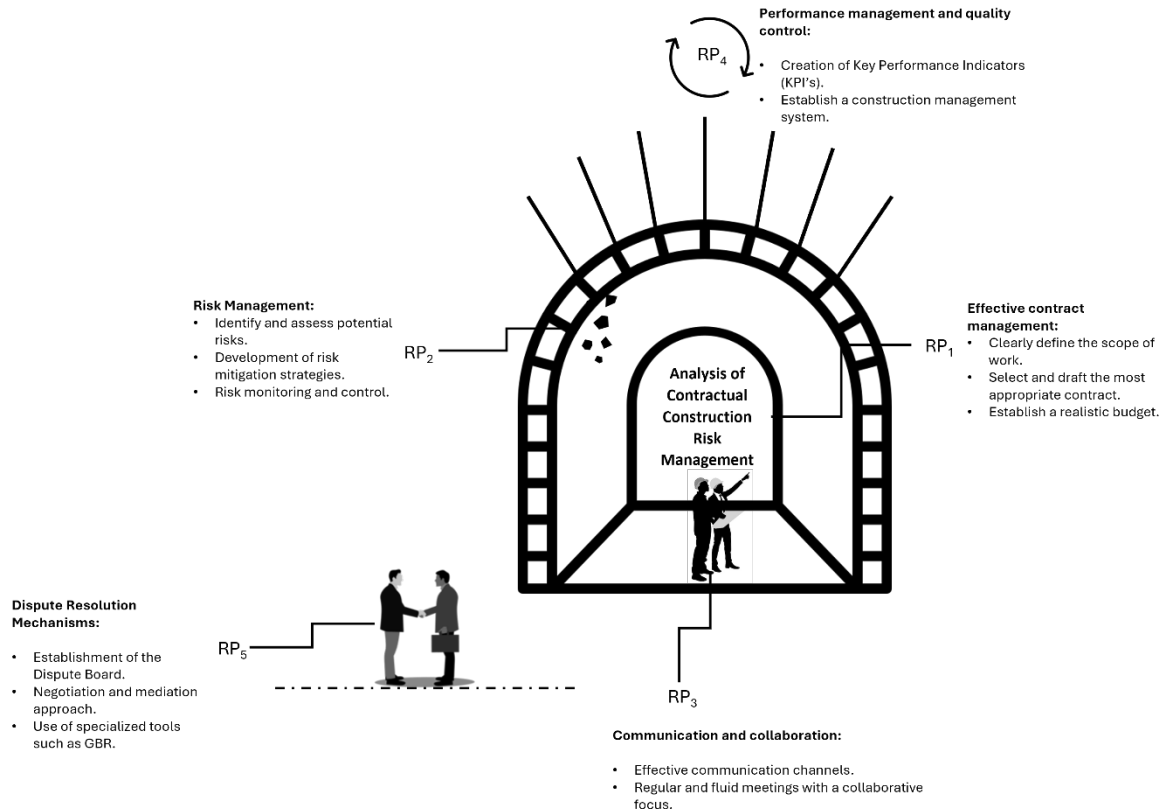 Performance management and quality
control:
RP4
• Creation of Key Performance Indicators
(KPI's).
• Establish a construction management
system.
Risk Management:
• Identify and assess potential
risks.
• Development of risk
mitigation strategies.
• Risk monitoring and control.
RP2
Effective contract
management:
• Clearly define the scope of
work.
• Select and draft the most
appropriate contract.
• Establish a realistic budget.
RP1
Analysis of
Contractual
Construction
Risk
Management
Dispute Resolution
Mechanisms:
• Establishment of the
Dispute Board.
• Negotiation and mediation
approach.
• Use of specialized tools
such as GBR.
RP5
RP3
Communication and collaboration:
• Effective communication channels.
• Regular and fluid meetings with a collaborative
focus.